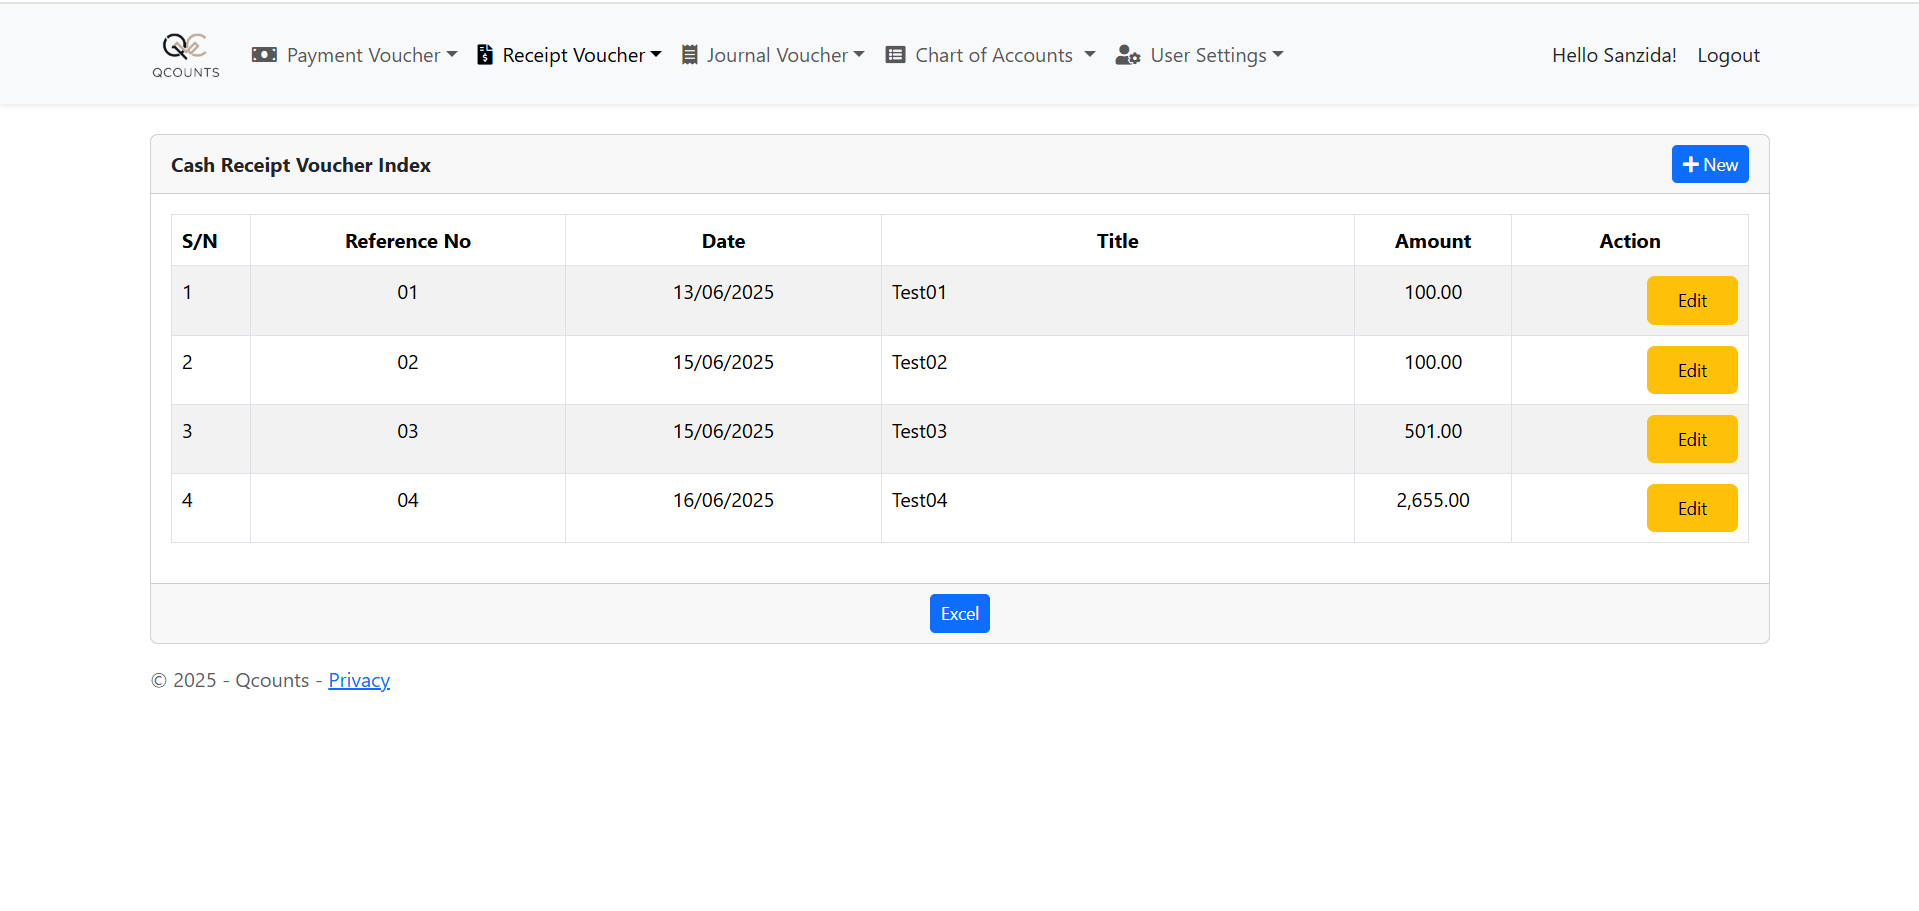 QCOUNTS Payment Voucher Receipt Voucher Journal Voucher Chart of Accounts User Settings Hello Sanzida! Logout
Cash Receipt Voucher Index New
S/N Reference No Date Title Amount Action
1 01 13/06/2025 Test01 100.00 Edit
2 02 15/06/2025 Test02 100.00 Edit
3 03 15/06/2025 Test03 501.00 Edit
4 04 16/06/2025 Test04 2,655.00 Edit
Excel
© 2025 - Qcounts - Privacy